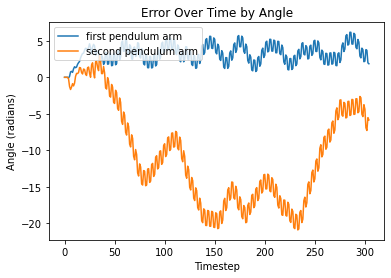 Error Over Time by Angle
first pendulum arm
second pendulum arm
Angle (radians)
5
0
−5
−10
−15
−20
0
50
100
150
200
250
300
Timestep